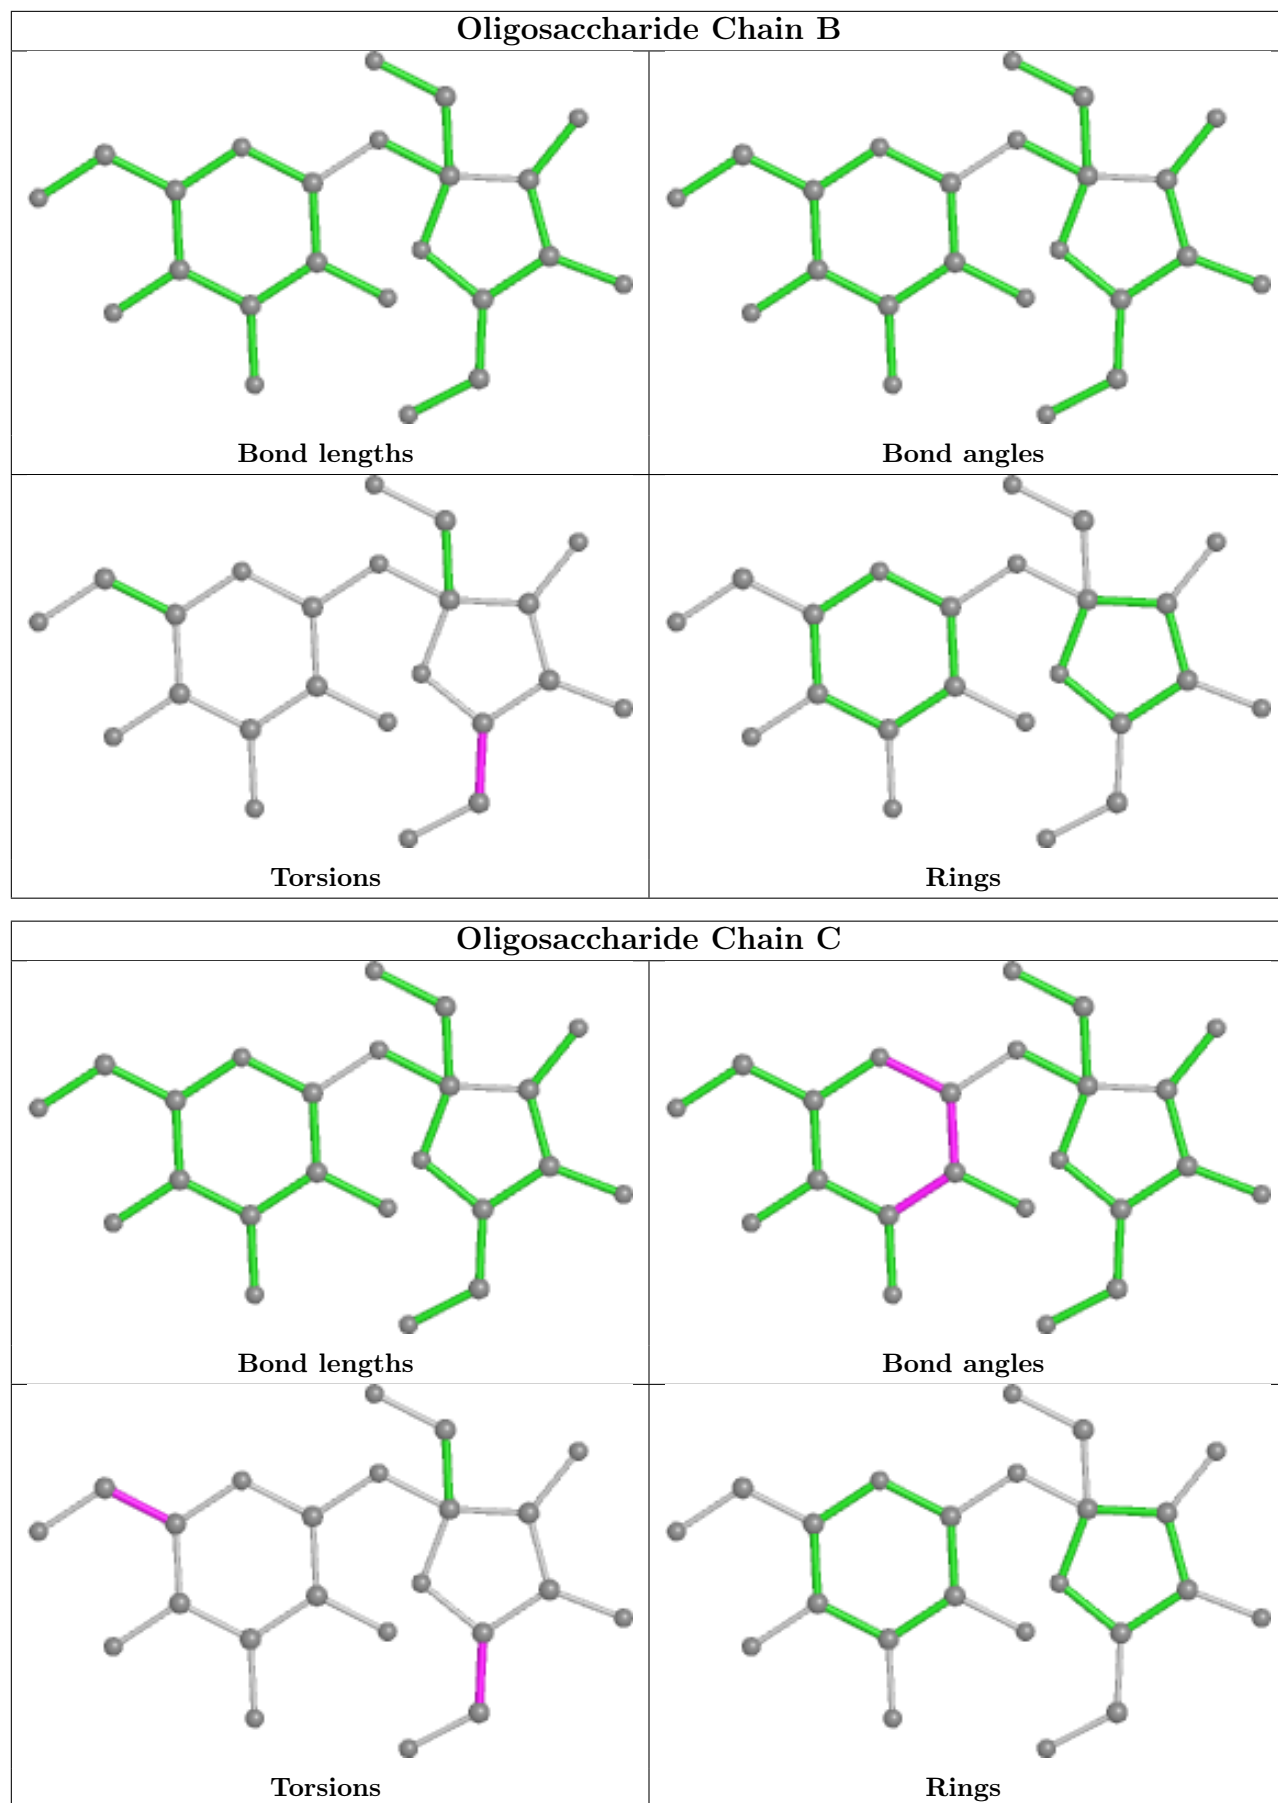 Oligosaccharide Chain B
Bond lengths
Bond angles
Torsions
Rings
Oligosaccharide Chain C
Bond lengths
Bond angles
Torsions
Rings